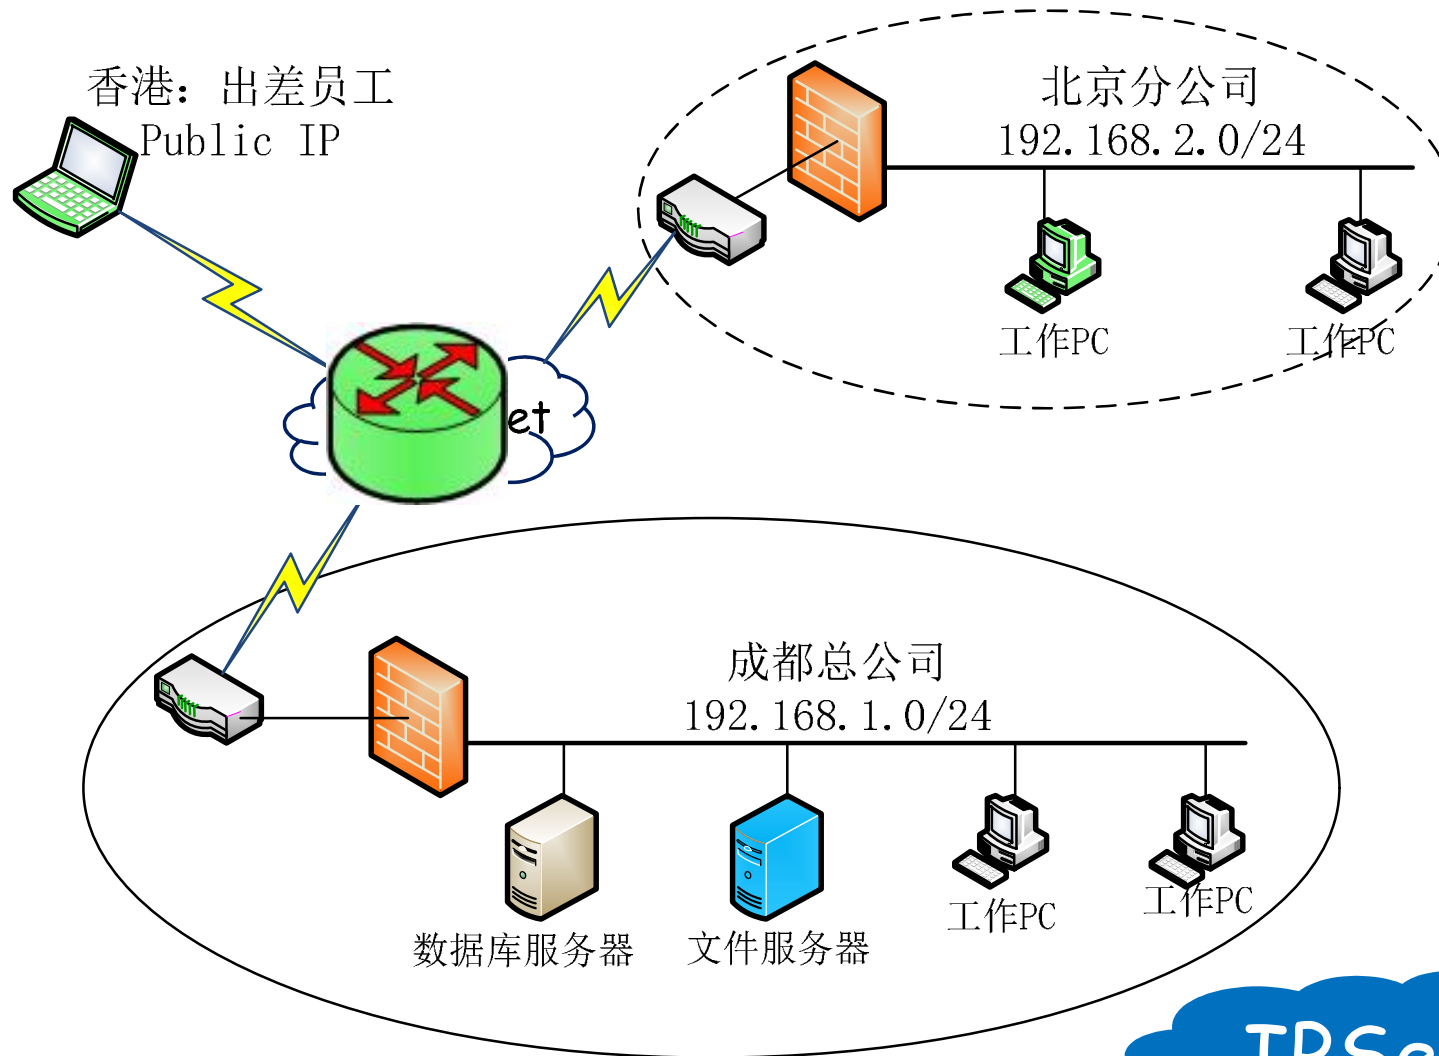 香港：出差员工
Public IP
北京分公司
192.168.2.0/24
工作PC
工作PC
et
成都总公司
192.168.1.0/24
数据库服务器
文件服务器
工作PC
工作PC